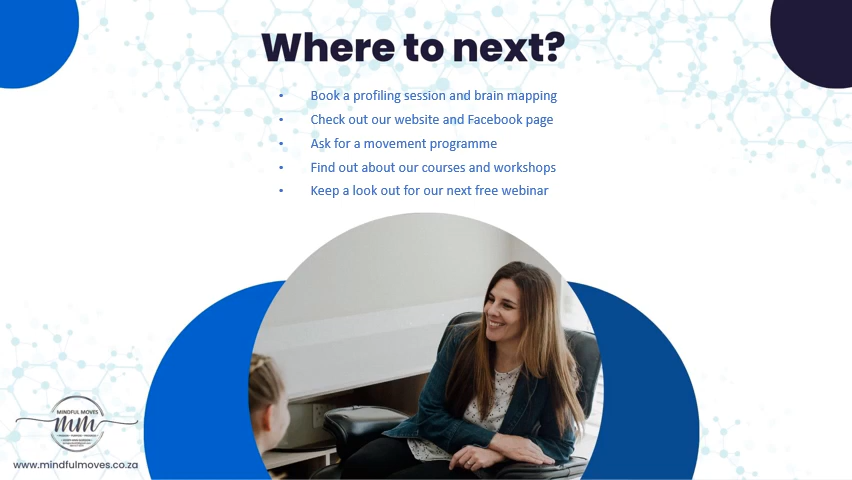 Where to next?
• Book a profiling session and brain mapping
• Check out our website and Facebook page
• Ask for a movement programme
• Find out about our courses and workshops
• Keep a look out for our next free webinar
MINDFUL MOVES
mm
www.mindfulmoves.co.za